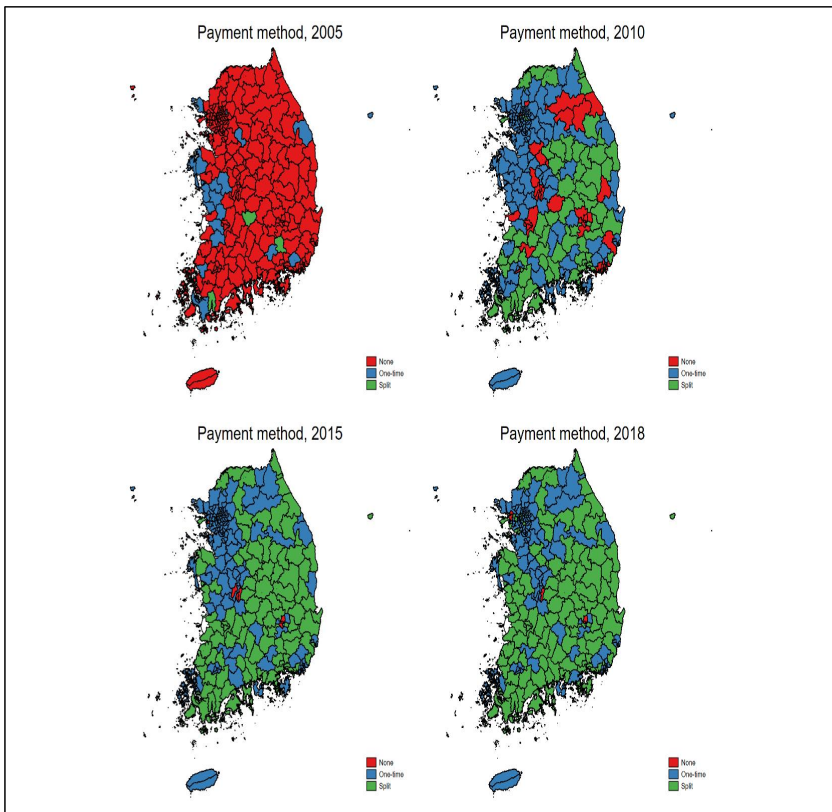 Payment method, 2005
None
One-time
Split
Payment method, 2010
None
One-time
Split
Payment method, 2015
None
One-time
Split
Payment method, 2018
None
One-time
Split